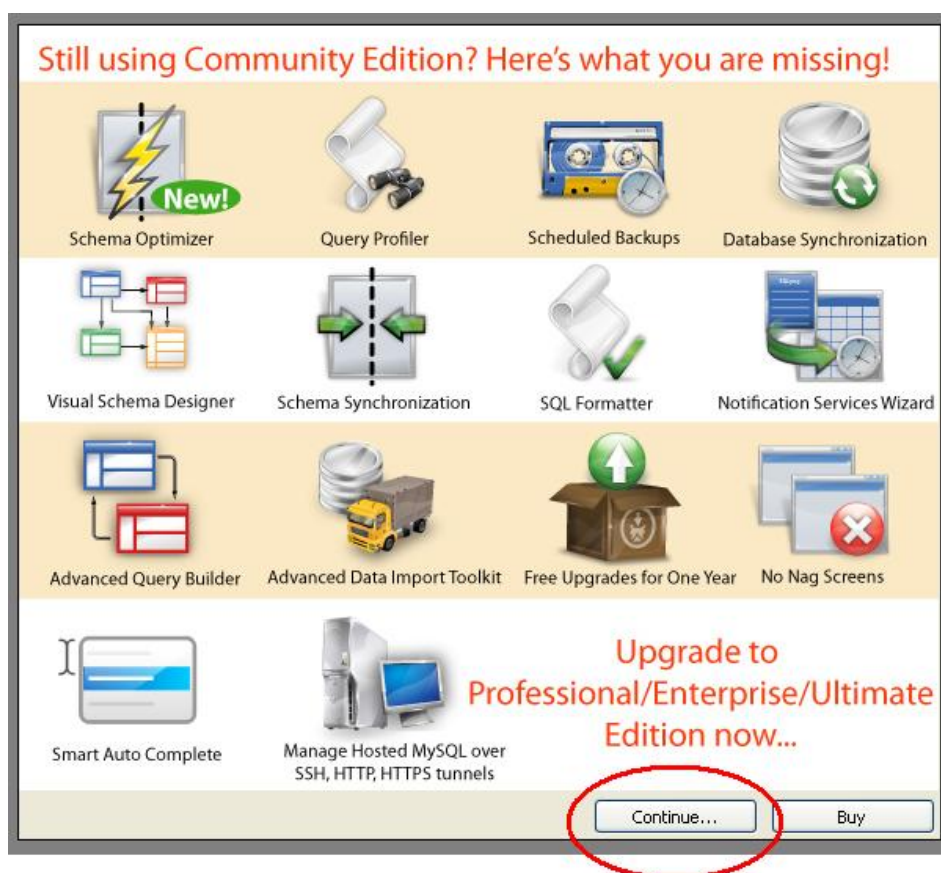 Still using Community Edition? Here's what you are missing!
New!
Schema Optimizer
Query Profiler
Scheduled Backups
Database Synchronization
Visual Schema Designer
Schema Synchronization
SQL Formatter
Notification Services Wizard
Advanced Query Builder
Advanced Data Import Toolkit
Free Upgrades for One Year
No Nag Screens
Smart Auto Complete
Manage Hosted MySQL over
SSH, HTTP, HTTPS tunnels
Upgrade to
Professional/Enterprise/Ultimate
Edition now...
Continue...
Buy